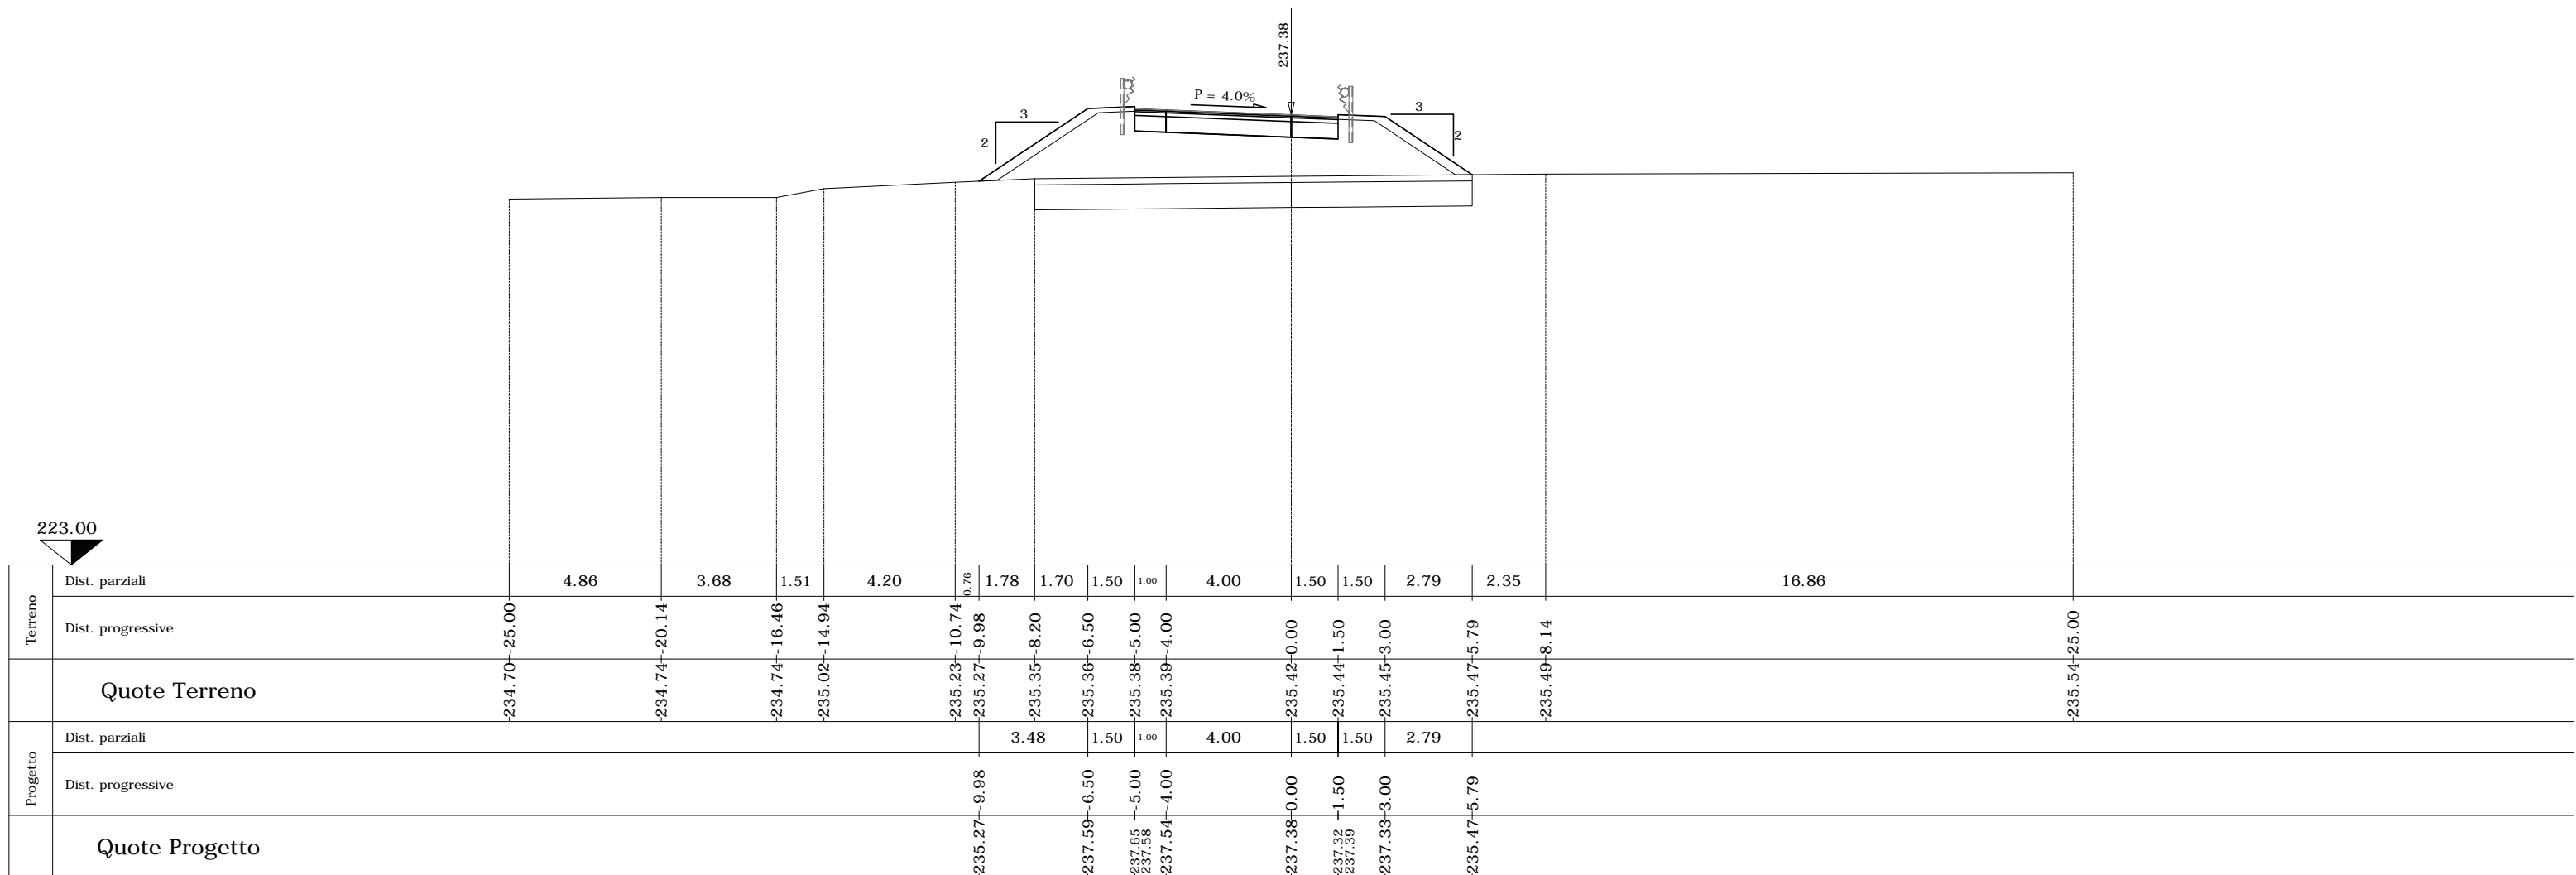 237.38
P = 4.0%
3
2
3
2
223.00
Terreno
Dist. parziali
4.86 3.68 1.51 4.20 0.76 1.78 1.70 1.50 1.00 4.00 1.50 1.50 2.79 2.35 16.86
Dist. progressive
-25.00 -20.14 -16.46 -14.94 -10.74 -9.98 -8.20 -6.50 -5.00 -4.00 0.00 1.50 3.00 5.79 8.14 25.00
Quote Terreno
234.70 234.74 234.74 235.02 235.23 235.27 235.35 235.36 235.38 235.39 235.42 235.44 235.45 235.47 235.49 235.54
Progetto
Dist. parziali
3.48 1.50 1.00 4.00 1.50 1.50 2.79
Dist. progressive
-9.98 -6.50 -5.00 -4.00 0.00 1.50 3.00 5.79
Quote Progetto
235.27 237.59 237.65 237.58 237.54 237.38 237.32 237.39 237.33 235.47